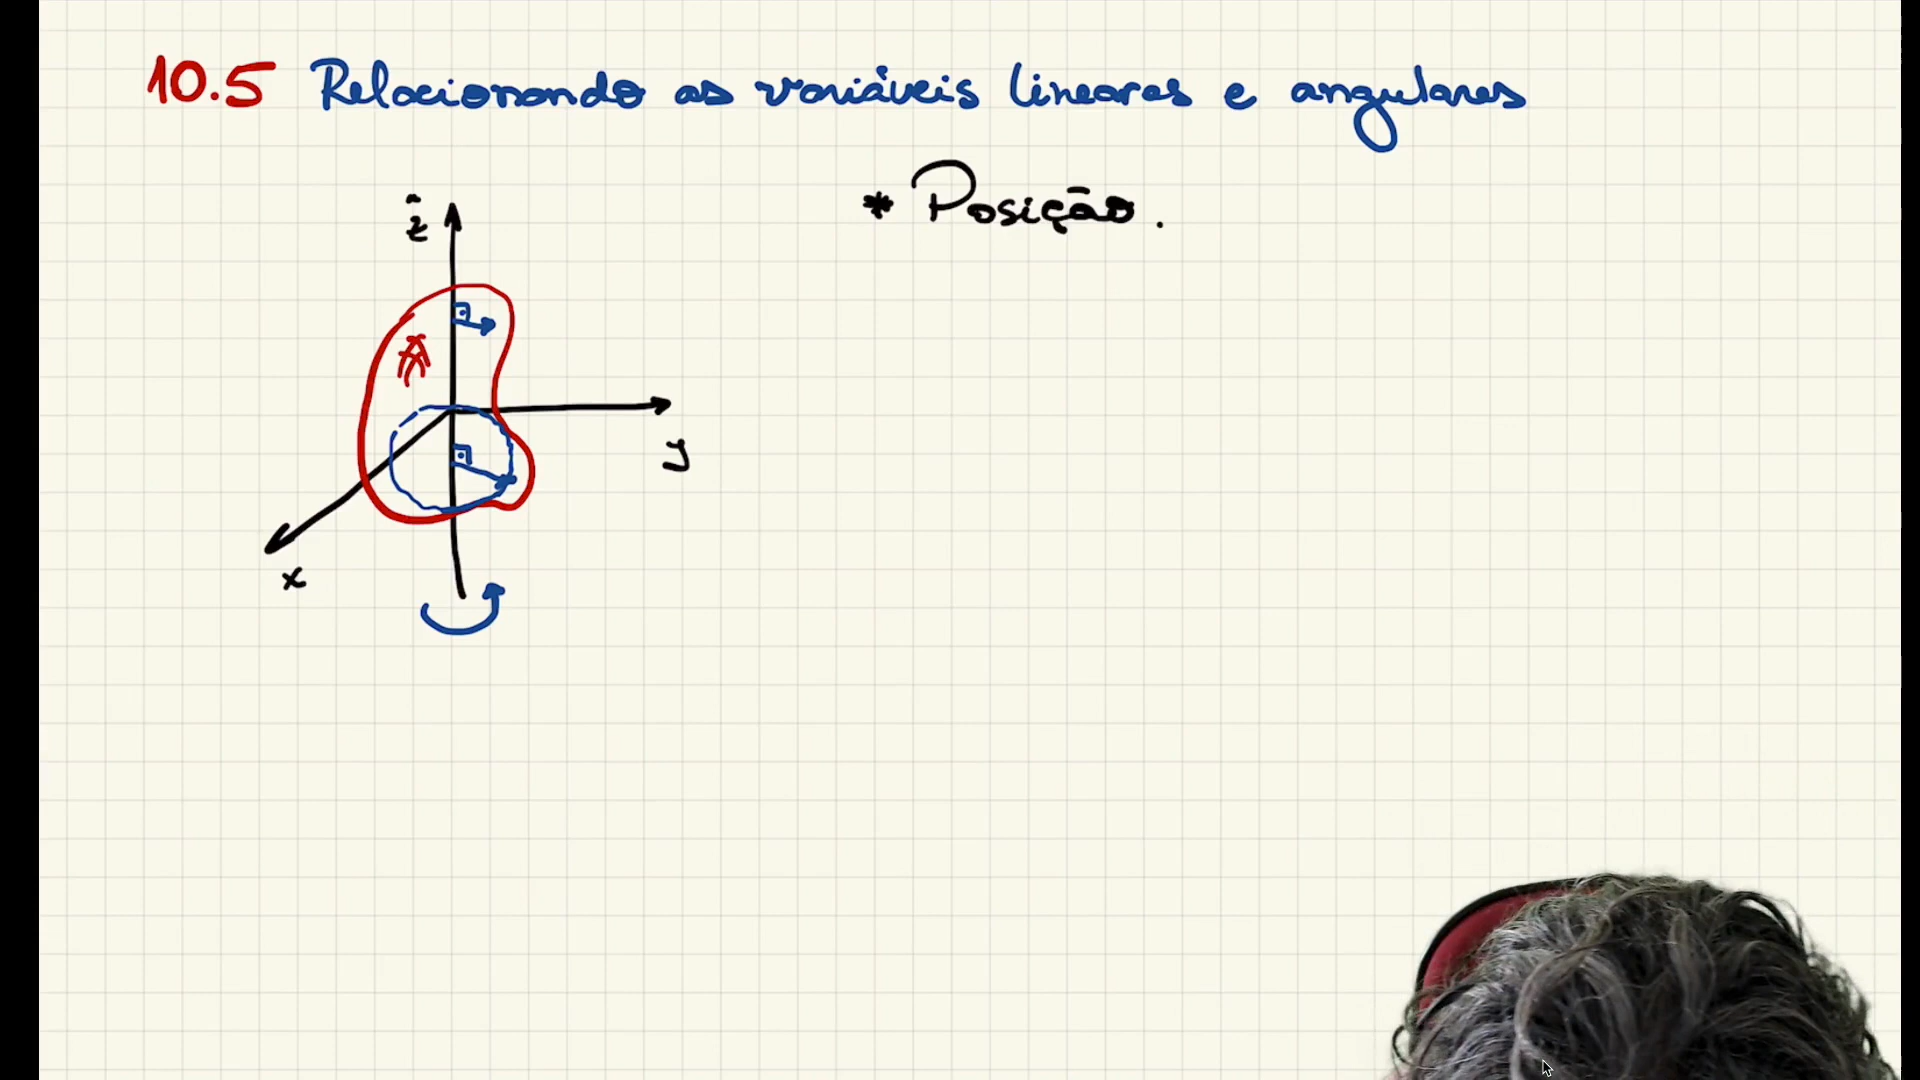 10.5 Relacionando as variáveis lineares e angulares
* Posição.
z
y
x